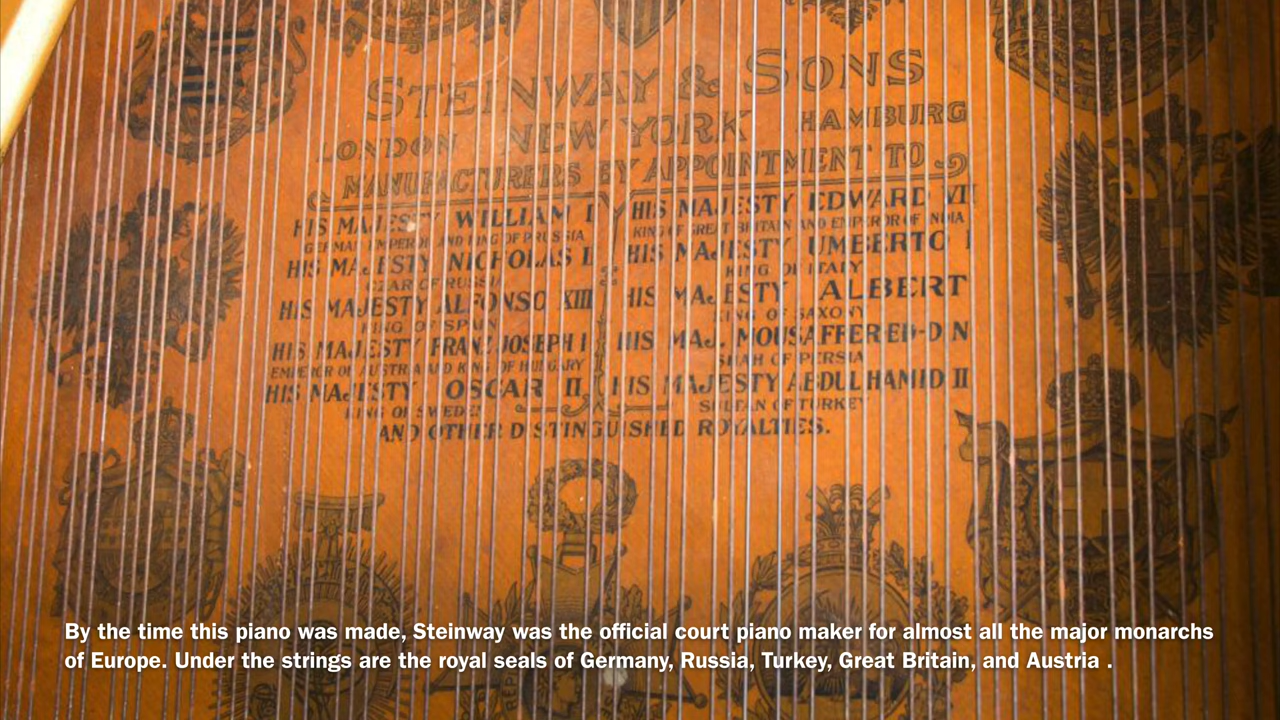 STEINWAY & SONS
LONDON NEW YORK HAMBURG
MANUFACTURERS BY APPOINTMENT TO
HIS MAJESTY WILLIAM II
GERMAN EMPEROR AND KING OF PRUSSIA
HIS MAJESTY NICHOLAS II
CZAR OF RUSSIA
HIS MAJESTY ALFONSO XIII
KING OF SPAIN
HIS MAJESTY FRANZ JOSEPH I
EMPEROR OF AUSTRIA AND KING OF HUNGARY
HIS MAJESTY OSCAR II.
KING OF SWEDEN
HIS MAJESTY EDWARD VII
KING OF GREAT BRITAIN AND EMPEROR OF INDIA
HIS MAJESTY UMBERTO I
KING OF ITALY
HIS MAJESTY ALBERT
KING OF SAXONY
HIS MAJ. MOUSAFFER-ED-DIN
SHAH OF PERSIA
HIS MAJESTY ABDUL HAMID II
SULTAN OF TURKEY
AND OTHER DISTINGUISHED ROYALTIES.
By the time this piano was made, Steinway was the official court piano maker for almost all the major monarchs
of Europe. Under the strings are the royal seals of Germany, Russia, Turkey, Great Britain, and Austria .